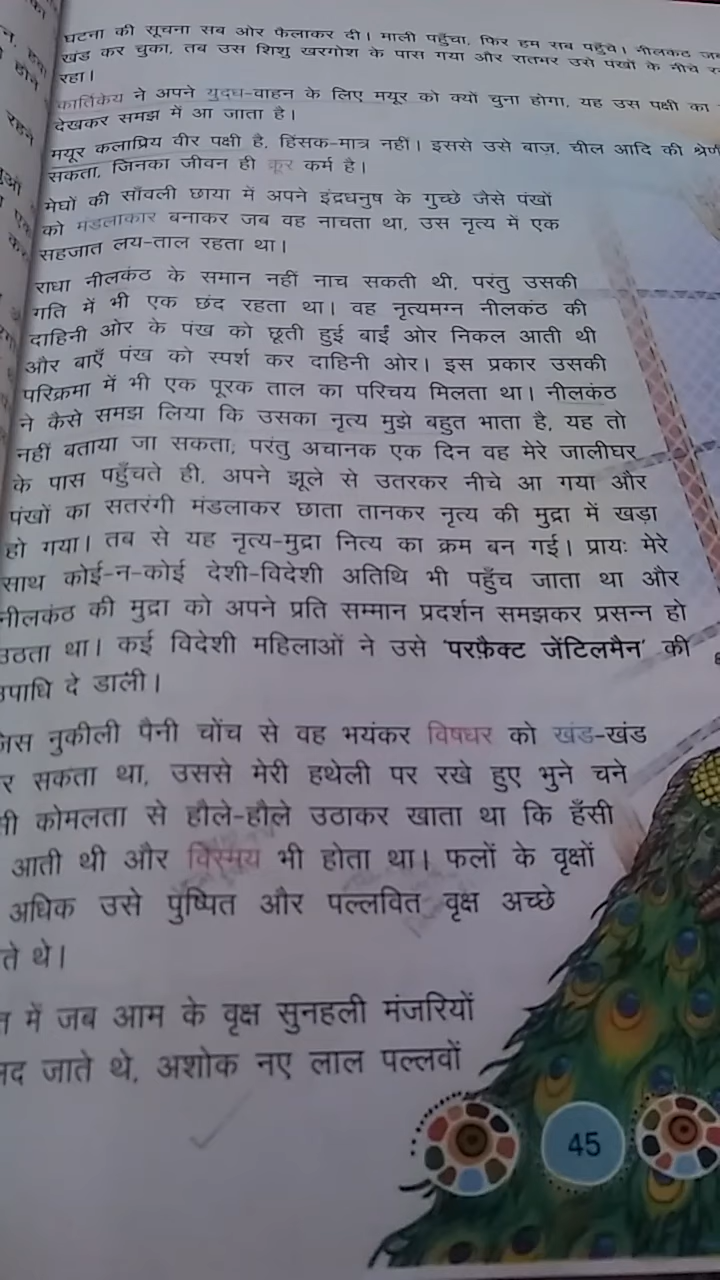 घटना की सूचना सब ओर फैलाकर दी। माली पहुँचा, फिर हम सब पहुँचे। नीलकंठ जब
खंड कर चुका, तब उस शिशु खरगोश के पास गया और रातभर उसे पंखों के नीचे
रहा।
कार्तिकेय ने अपने युद्ध-वाहन के लिए मयूर को क्यों चुना होगा, यह उस पक्षी का
देखकर समझ में आ जाता है।
मयूर कलाप्रिय वीर पक्षी है, हिंसक-मात्र नहीं। इससे उसे बाज़, चील आदि की श्रेणी
सकता, जिनका जीवन ही क्रूर कर्म है।
मेघों की साँवली छाया में अपने इंद्रधनुष के गुच्छे जैसे पंखों
को मंडलाकार बनाकर जब वह नाचता था, उस नृत्य में एक
सहजात लय-ताल रहता था।
राधा नीलकंठ के समान नहीं नाच सकती थी, परंतु उसकी
गति में भी एक छंद रहता था। वह नृत्यमग्न नीलकंठ की
दाहिनी ओर के पंख को छूती हुई बाईं ओर निकल आती थी
और बाएँ पंख को स्पर्श कर दाहिनी ओर। इस प्रकार उसकी
परिक्रमा में भी एक पूरक ताल का परिचय मिलता था। नीलकंठ
ने कैसे समझ लिया कि उसका नृत्य मुझे बहुत भाता है, यह तो
नहीं बताया जा सकता; परंतु अचानक एक दिन वह मेरे जालीघर
के पास पहुँचते ही, अपने झूले से उतरकर नीचे आ गया और
पंखों का सतरंगी मंडलाकर छाता तानकर नृत्य की मुद्रा में खड़ा
हो गया। तब से यह नृत्य-मुद्रा नित्य का क्रम बन गई। प्रायः मेरे
साथ कोई-न-कोई देशी-विदेशी अतिथि भी पहुँच जाता था और
नीलकंठ की मुद्रा को अपने प्रति सम्मान प्रदर्शन समझकर प्रसन्न हो
उठता था। कई विदेशी महिलाओं ने उसे 'परफ़ैक्ट जेंटिलमैन' की
उपाधि दे डाली।
जिस नुकीली पैनी चोंच से वह भयंकर विषधर को खंड-खंड
सकता था, उससे मेरी हथेली पर रखे हुए भुने चने
कोमलता से हौले-हौले उठाकर खाता था कि हँसी
आती थी और विस्मय भी होता था। फलों के वृक्षों
अधिक उसे पुष्पित और पल्लवित वृक्ष अच्छे
थे।
में जब आम के वृक्ष सुनहली मंजरियों
जाते थे, अशोक नए लाल पल्लवों
45